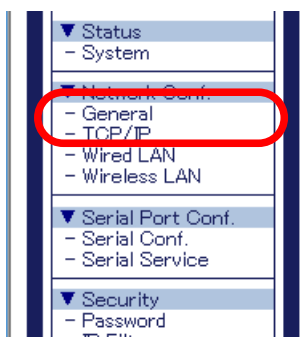 ▼ Status
- System
▼ Network Conf.
- General
- TCP/IP
- Wired LAN
- Wireless LAN
▼ Serial Port Conf.
- Serial Conf.
- Serial Service
▼ Security
- Password